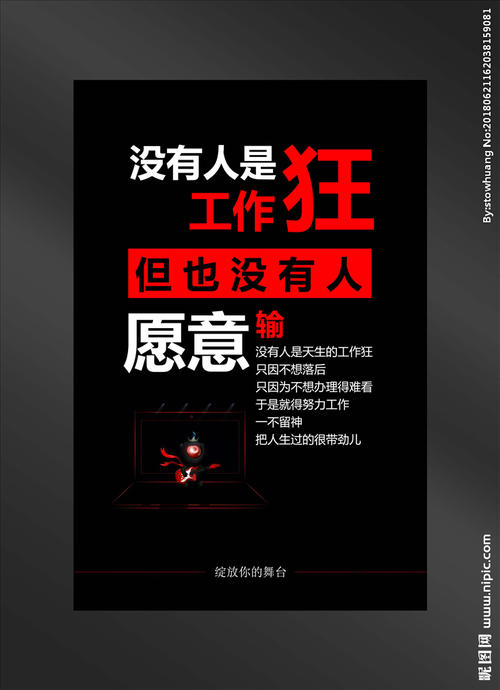 没有人是
工作狂
但也没有人
愿意输
没有人是天生的工作狂
只因不想落后
只因为不想办理得难看
于是就得努力工作
一不留神
把人生过的很带劲儿
绽放你的舞台
By:stowhuang No:20180621162038159081
昵图网 www.nipic.com